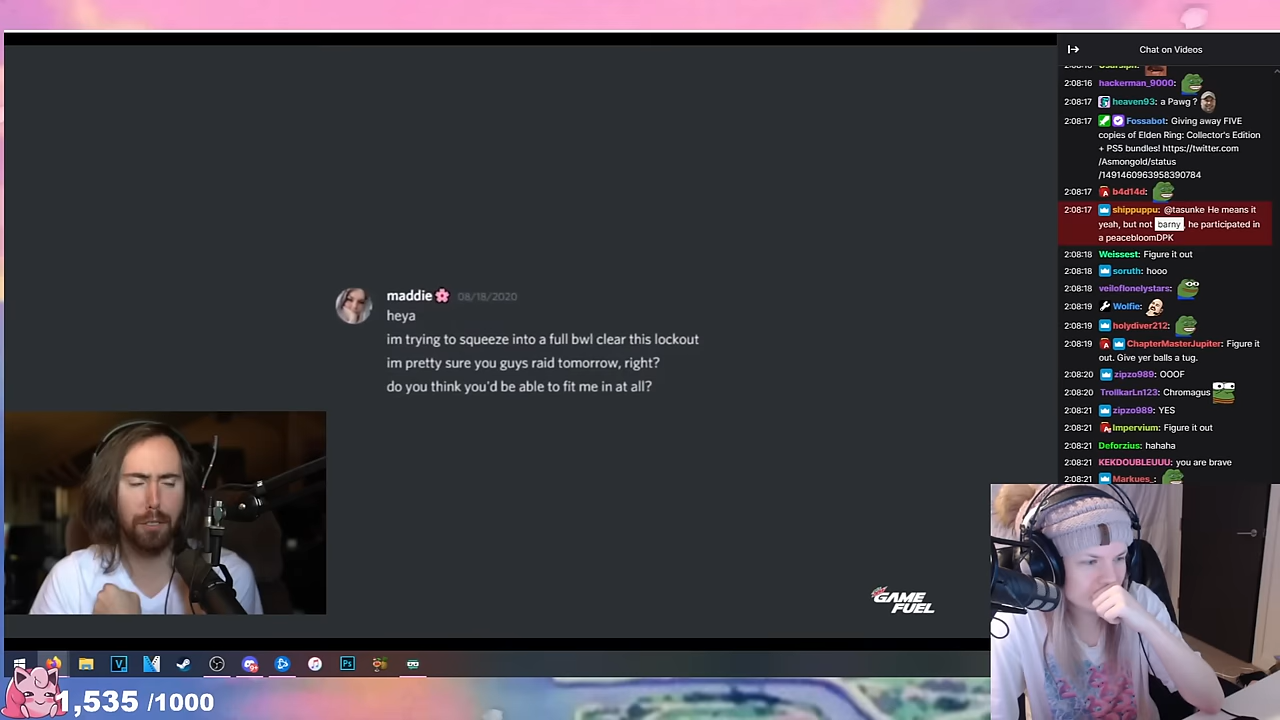 maddie 08/18/2020
heya
im trying to squeeze into a full bwl clear this lockout
im pretty sure you guys raid tomorrow, right?
do you think you'd be able to fit me in at all?
GAME
FUEL
Chat on Videos
2:08:16 hackerman_9000:
2:08:17 heaven93: a Pawg ?
2:08:17 Fossabot: Giving away FIVE
copies of Elden Ring: Collector's Edition
+ PS5 bundles! https://twitter.com
/Asmongold/status
/1491460963958390784
2:08:17 b4d14d:
2:08:17 shippuppu: @tasunke He means it
yeah, but not barny, he participated in
a peacebloomDPK
2:08:18 Weissest: Figure it out
2:08:18 soruth: hooo
2:08:18 veiloflonelystars:
2:08:19 Wolfie:
2:08:19 holydiver212:
2:08:19 ChapterMasterJupiter: Figure it
out. Give yer balls a tug.
2:08:20 zipzo989: OOOF
2:08:20 TrollkarLn123: Chromagus
2:08:21 zipzo989: YES
2:08:21 Impervium: Figure it out
2:08:21 Deforzius: hahaha
2:08:21 KEKDOUBLEUUU: you are brave
2:08:21 Markues_:
V
Ps
1,535 /1000